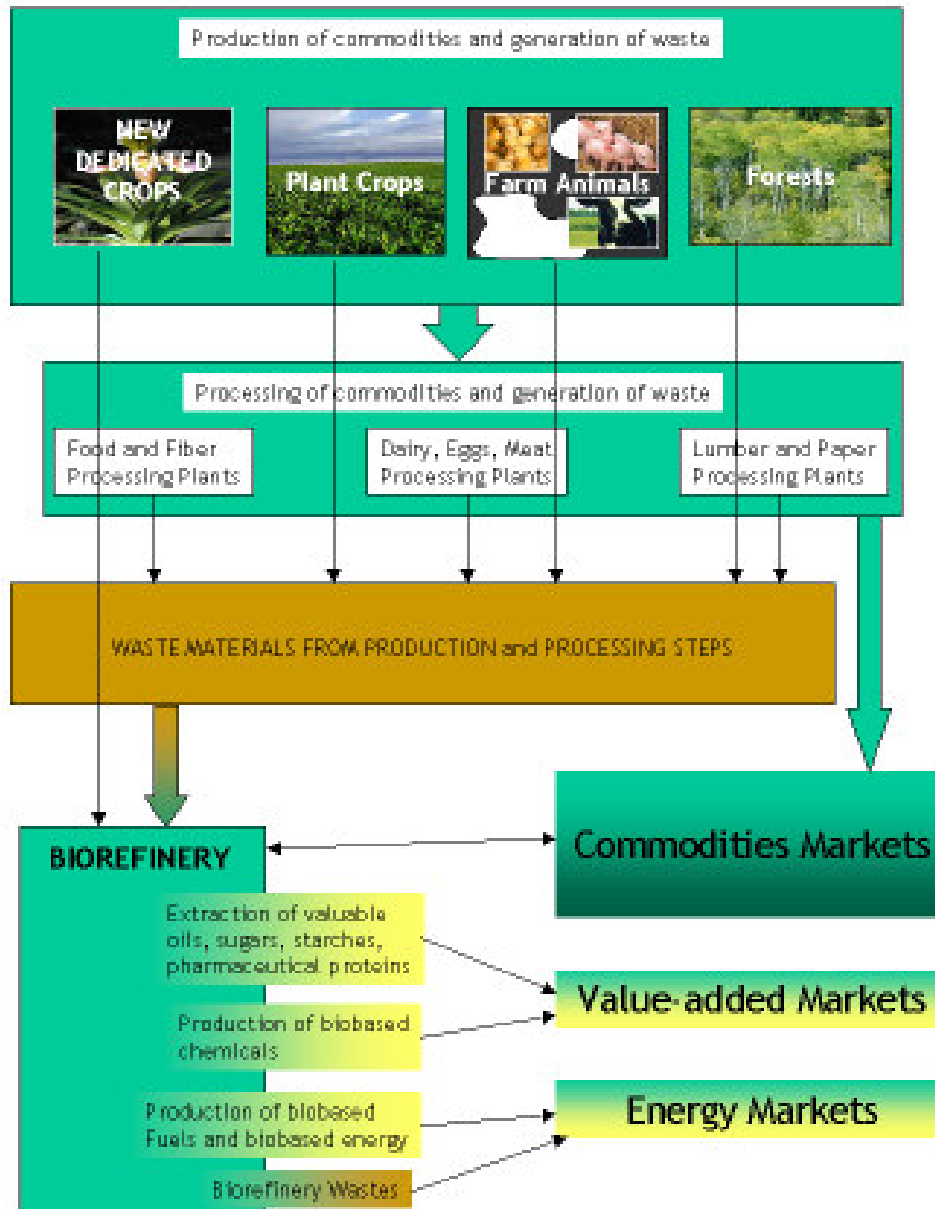 Production of commodities and generation of waste
NEW
DEDICATED
CROPS
Plant Crops
Farm Animals
Forests
Processing of commodities and generation of waste
Food and Fiber
Processing Plants
Dairy, Eggs, Meat
Processing Plants
Lumber and Paper
Processing Plants
WASTE MATERIALS FROM PRODUCTION and PROCESSING STEPS
BIOREFINERY
Commodities Markets
Extraction of valuable
oils, sugars, starches,
pharmaceutical proteins
Value-added Markets
Production of biobased
chemicals
Production of biobased
Fuels and biobased energy
Energy Markets
Biorefinery Wastes